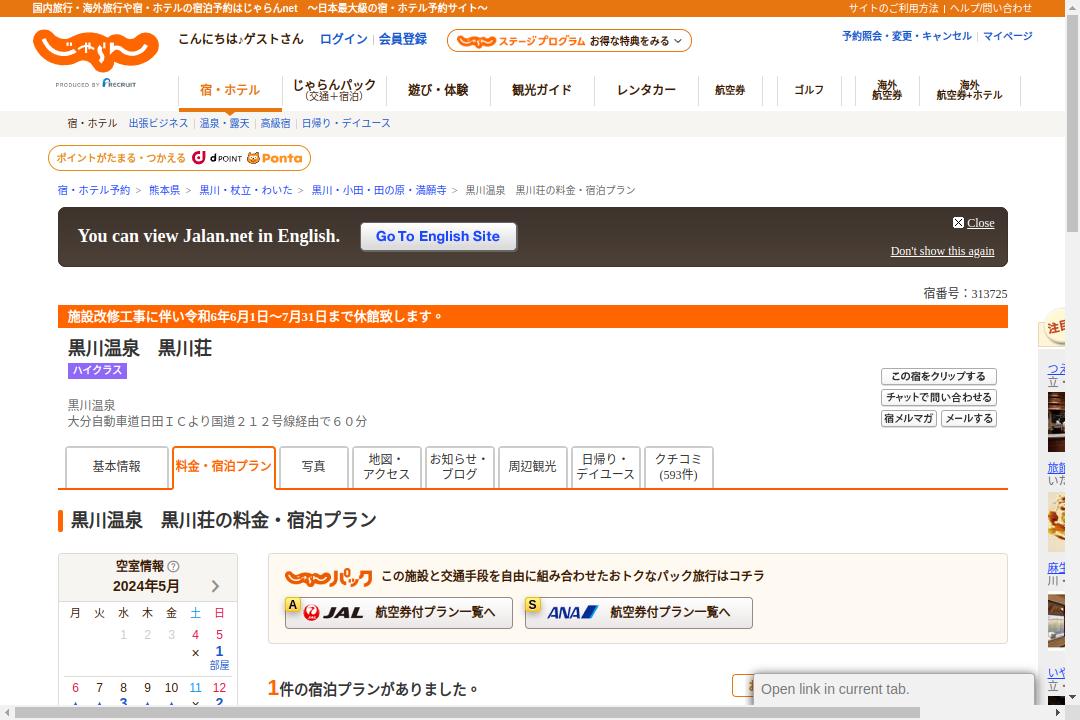 国内旅行・海外旅行や宿・ホテルの宿泊予約はじゃらんnet　～日本最大級の宿・ホテル予約サイト～
サイトのご利用方法 | ヘルプ/問い合わせ
じゃらん
PRODUCED BY RECRUIT
こんにちは♪ゲストさん ログイン | 会員登録
じゃらん ステージプログラム お得な特典をみる
予約照会・変更・キャンセル | マイページ
宿・ホテル
じゃらんパック
（交通＋宿泊）
遊び・体験
観光ガイド
レンタカー
航空券
ゴルフ
海外
航空券
海外
航空券+ホテル
宿・ホテル 出張ビジネス | 温泉・露天 | 高級宿 | 日帰り・デイユース
ポイントがたまる・つかえる d POINT Ponta
宿・ホテル予約 > 熊本県 > 黒川・杖立・わいた > 黒川・小田・田の原・満願寺 > 黒川温泉　黒川荘の料金・宿泊プラン
You can view Jalan.net in English.
Go To English Site
Close
Don't show this again
宿番号：313725
施設改修工事に伴い令和6年6月1日～7月31日まで休館致します。
黒川温泉　黒川荘
ハイクラス
黒川温泉
大分自動車道日田ＩＣより国道２１２号線経由で６０分
この宿をクリップする
チャットで問い合わせる
宿メルマガ メールする
基本情報
料金・宿泊プラン
写真
地図・
アクセス
お知らせ・
ブログ
周辺観光
日帰り・
デイユース
クチコミ
(593件)
黒川温泉　黒川荘の料金・宿泊プラン
空室情報 ?
2024年5月
月 火 水 木 金 土 日
1 2 3 4 5
× 1
部屋
6 7 8 9 10 11 12
▲ ▲ 3 ▲ ▲ × 2
じゃらんパック この施設と交通手段を自由に組み合わせたおトクなパック旅行はコチラ
A JAL 航空券付プラン一覧へ
S ANA 航空券付プラン一覧へ
1件の宿泊プランがありました。
Open link in current tab.
注目
つえ
立・
旅館
いた
麻生
川・
いや
立・